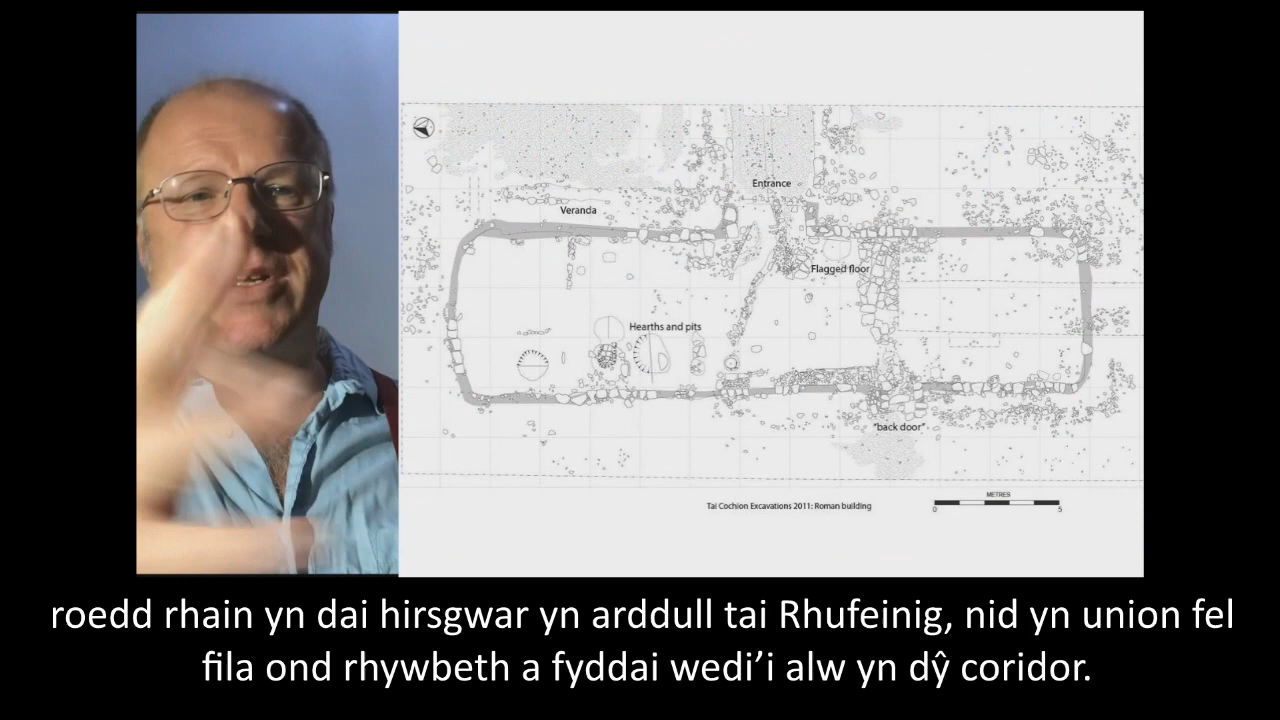 Entrance
Veranda
Flagged floor
Hearths and pits
"back door"
METRES
Tai Cochion Excavations 2011: Roman building
0 5
roedd rhain yn dai hirsgwar yn arddull tai Rhufeinig, nid yn union fel
fila ond rhywbeth a fyddai wedi’i alw yn dŷ coridor.